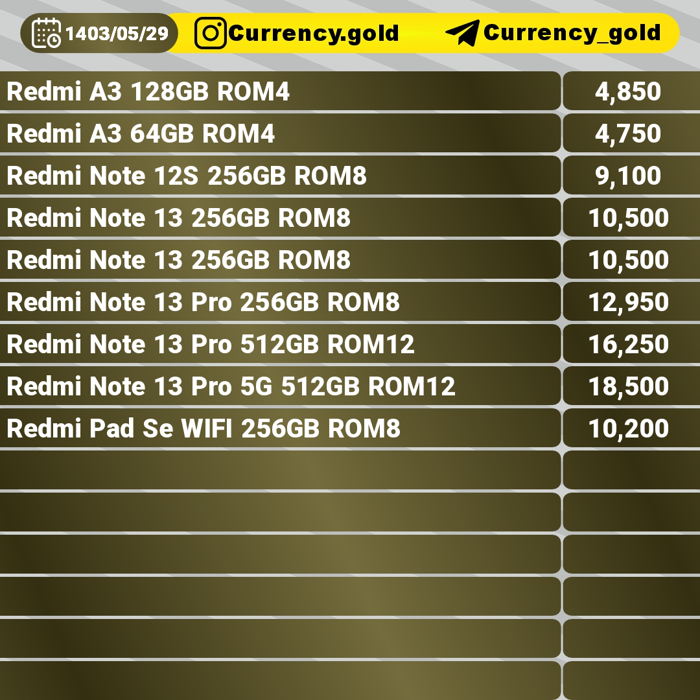 1403/05/29 Currency.gold Currency_gold
Redmi A3 128GB ROM4 4,850
Redmi A3 64GB ROM4 4,750
Redmi Note 12S 256GB ROM8 9,100
Redmi Note 13 256GB ROM8 10,500
Redmi Note 13 256GB ROM8 10,500
Redmi Note 13 Pro 256GB ROM8 12,950
Redmi Note 13 Pro 512GB ROM12 16,250
Redmi Note 13 Pro 5G 512GB ROM12 18,500
Redmi Pad Se WIFI 256GB ROM8 10,200